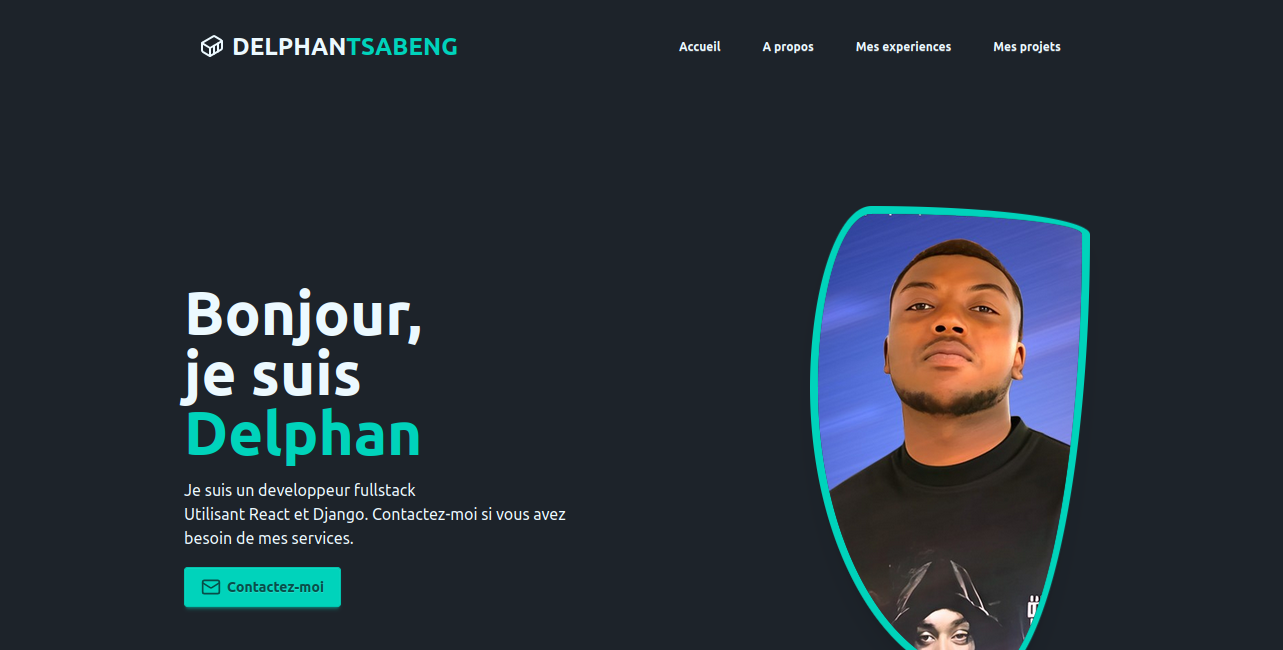 DELPHANTSABENG
Accueil
A propos
Mes experiences
Mes projets
Bonjour,
je suis
Delphan
Je suis un developpeur fullstack
Utilisant React et Django. Contactez-moi si vous avez
besoin de mes services.
Contactez-moi